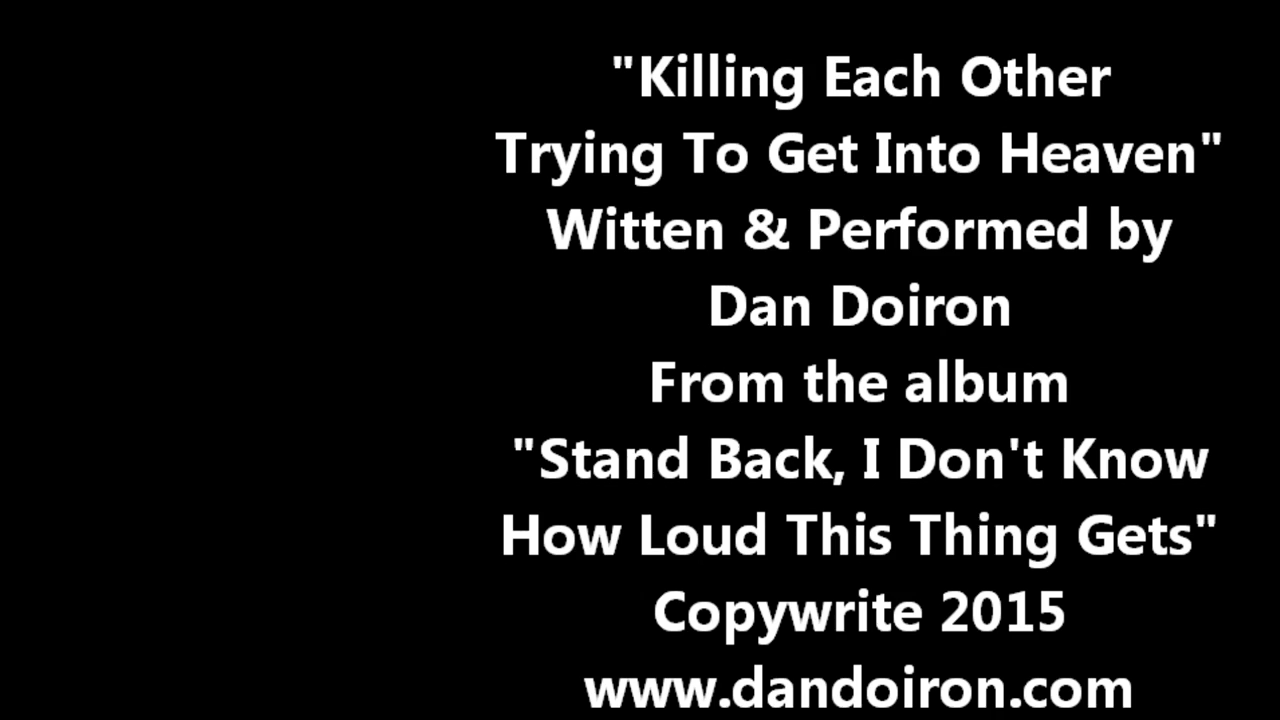 "Killing Each Other
Trying To Get Into Heaven"
Witten & Performed by
Dan Doiron
From the album
"Stand Back, I Don't Know
How Loud This Thing Gets"
Copywrite 2015
www.dandoiron.com